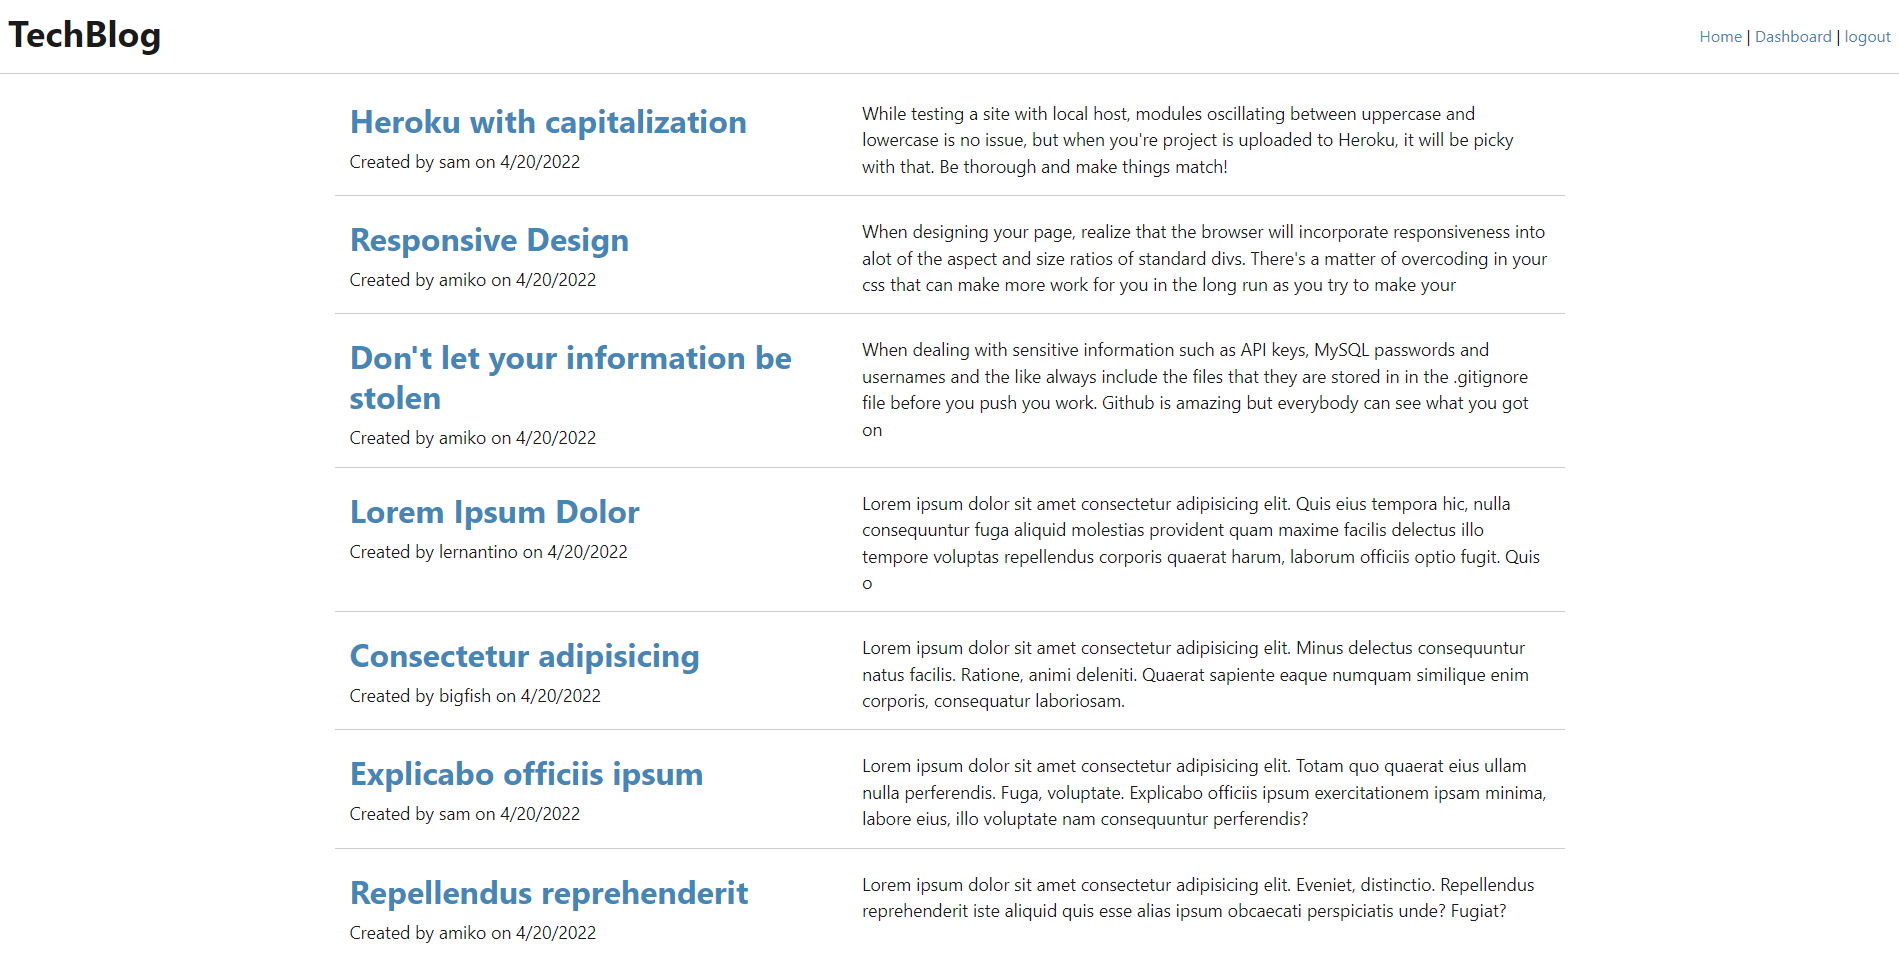 TechBlog
Home | Dashboard | logout
Heroku with capitalization
Created by sam on 4/20/2022
While testing a site with local host, modules oscillating between uppercase and
lowercase is no issue, but when you're project is uploaded to Heroku, it will be picky
with that. Be thorough and make things match!
Responsive Design
Created by amiko on 4/20/2022
When designing your page, realize that the browser will incorporate responsiveness into
alot of the aspect and size ratios of standard divs. There's a matter of overcoding in your
css that can make more work for you in the long run as you try to make your
Don't let your information be
stolen
Created by amiko on 4/20/2022
When dealing with sensitive information such as API keys, MySQL passwords and
usernames and the like always include the files that they are stored in in the .gitignore
file before you push you work. Github is amazing but everybody can see what you got
on
Lorem Ipsum Dolor
Created by lernantino on 4/20/2022
Lorem ipsum dolor sit amet consectetur adipisicing elit. Quis eius tempora hic, nulla
consequuntur fuga aliquid molestias provident quam maxime facilis delectus illo
tempore voluptas repellendus corporis quaerat harum, laborum officiis optio fugit. Quis
o
Consectetur adipisicing
Created by bigfish on 4/20/2022
Lorem ipsum dolor sit amet consectetur adipisicing elit. Minus delectus consequuntur
natus facilis. Ratione, animi deleniti. Quaerat sapiente eaque numquam similique enim
corporis, consequatur laboriosam.
Explicabo officiis ipsum
Created by sam on 4/20/2022
Lorem ipsum dolor sit amet consectetur adipisicing elit. Totam quo quaerat eius ullam
nulla perferendis. Fuga, voluptate. Explicabo officiis ipsum exercitationem ipsam minima,
labore eius, illo voluptate nam consequuntur perferendis?
Repellendus reprehenderit
Created by amiko on 4/20/2022
Lorem ipsum dolor sit amet consectetur adipisicing elit. Eveniet, distinctio. Repellendus
reprehenderit iste aliquid quis esse alias ipsum obcaecati perspiciatis unde? Fugiat?